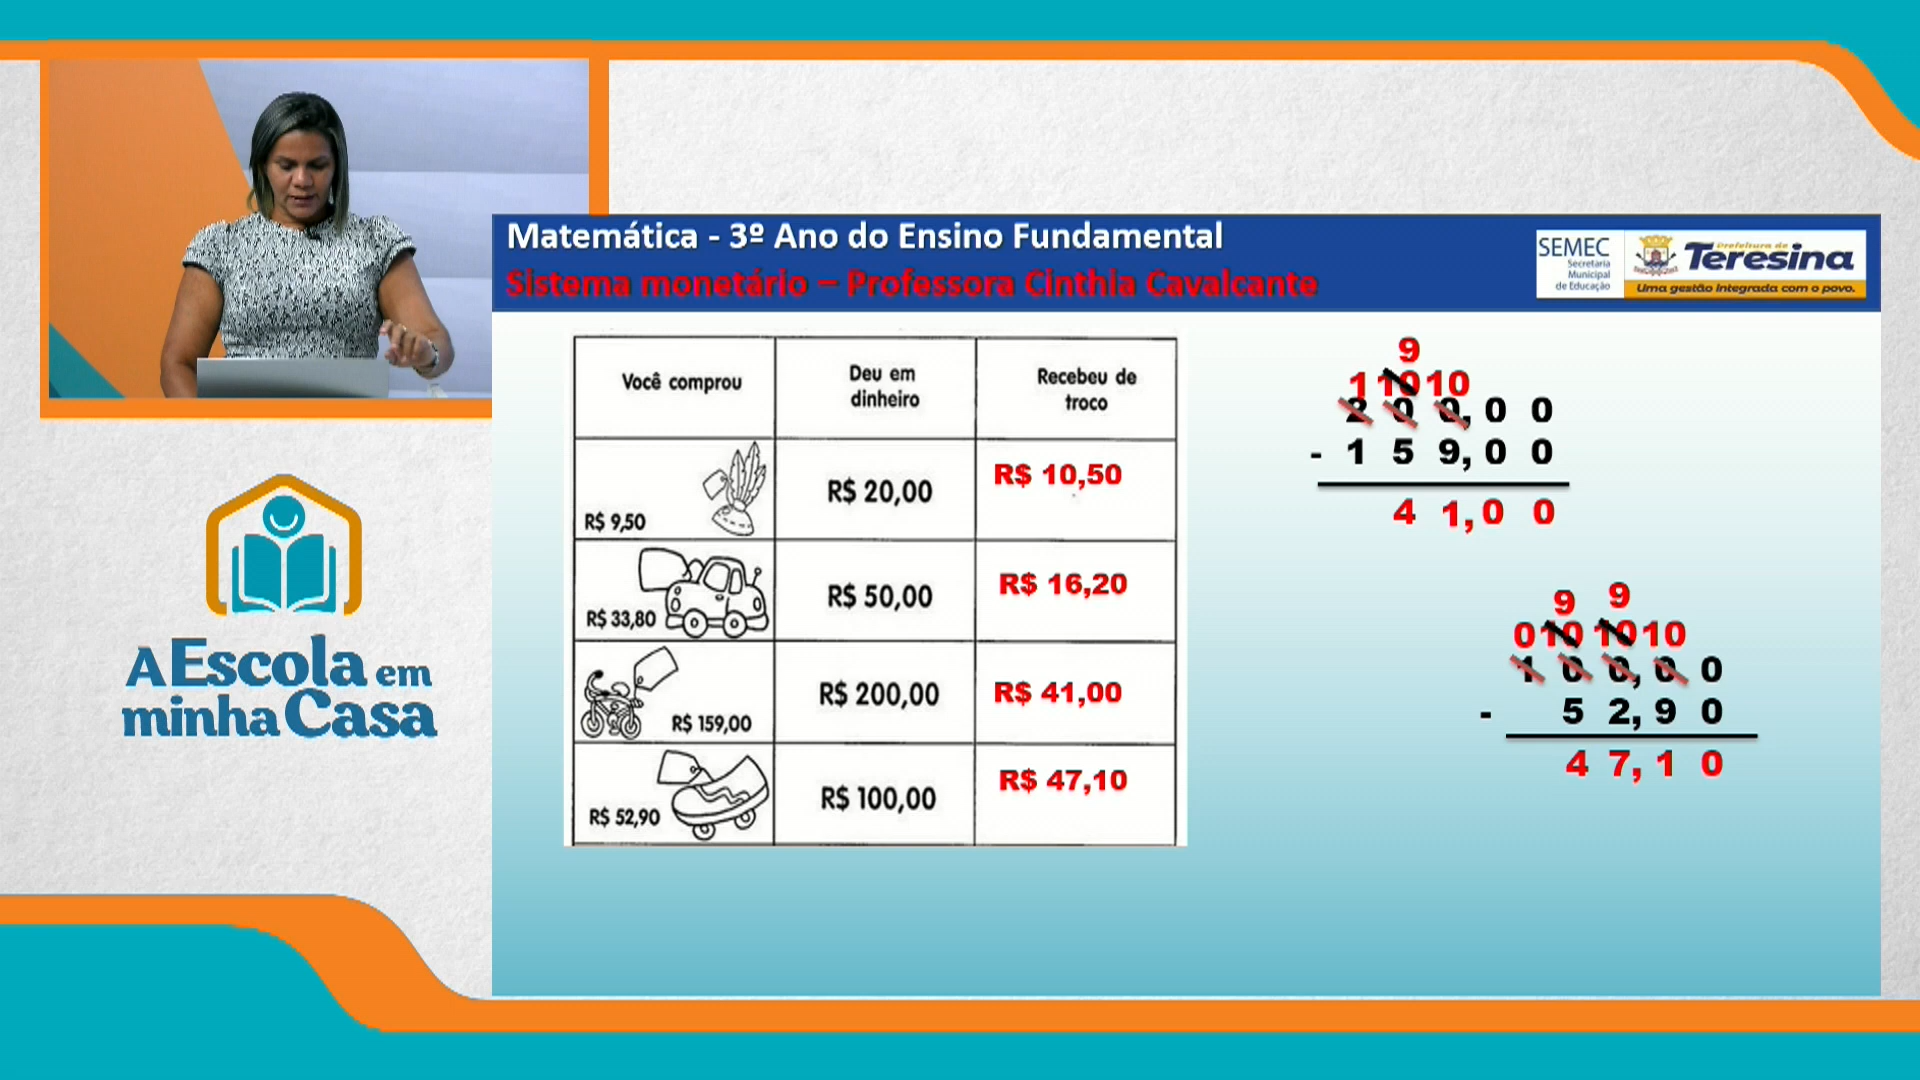 Matemática - 3º Ano do Ensino Fundamental
Sistema monetário – Professora Cinthia Cavalcante
SEMEC
Secretaria
Municipal
de Educação
Prefeitura de
Teresina
Uma gestão integrada com o povo.
Você comprou
Deu em
dinheiro
Recebeu de
troco
R$ 9,50
R$ 20,00
R$ 10,50
R$ 33,80
R$ 50,00
R$ 16,20
R$ 159,00
R$ 200,00
R$ 41,00
R$ 52,90
R$ 100,00
R$ 47,10
9
1 10 10
2 0 0, 0 0
- 1 5 9, 0 0
4 1, 0 0
9 9
0 10 10 10
1 0 0, 0 0
- 5 2, 9 0
4 7, 1 0
A Escola em
minha Casa